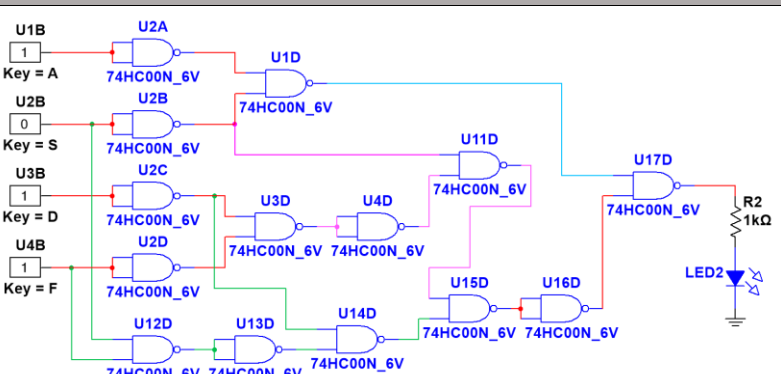 U1B
1
Key = A
U2B
0
Key = S
U3B
1
Key = D
U4B
1
Key = F
U2A
74HC00N_6V
U2B
74HC00N_6V
U2C
74HC00N_6V
U2D
74HC00N_6V
U12D
74HC00N_6V
U1D
74HC00N_6V
U3D
74HC00N_6V
U4D
74HC00N_6V
U13D
74HC00N_6V
U14D
74HC00N_6V
U11D
74HC00N_6V
U15D
74HC00N_6V
U16D
74HC00N_6V
U17D
74HC00N_6V
R2
1kΩ
LED2